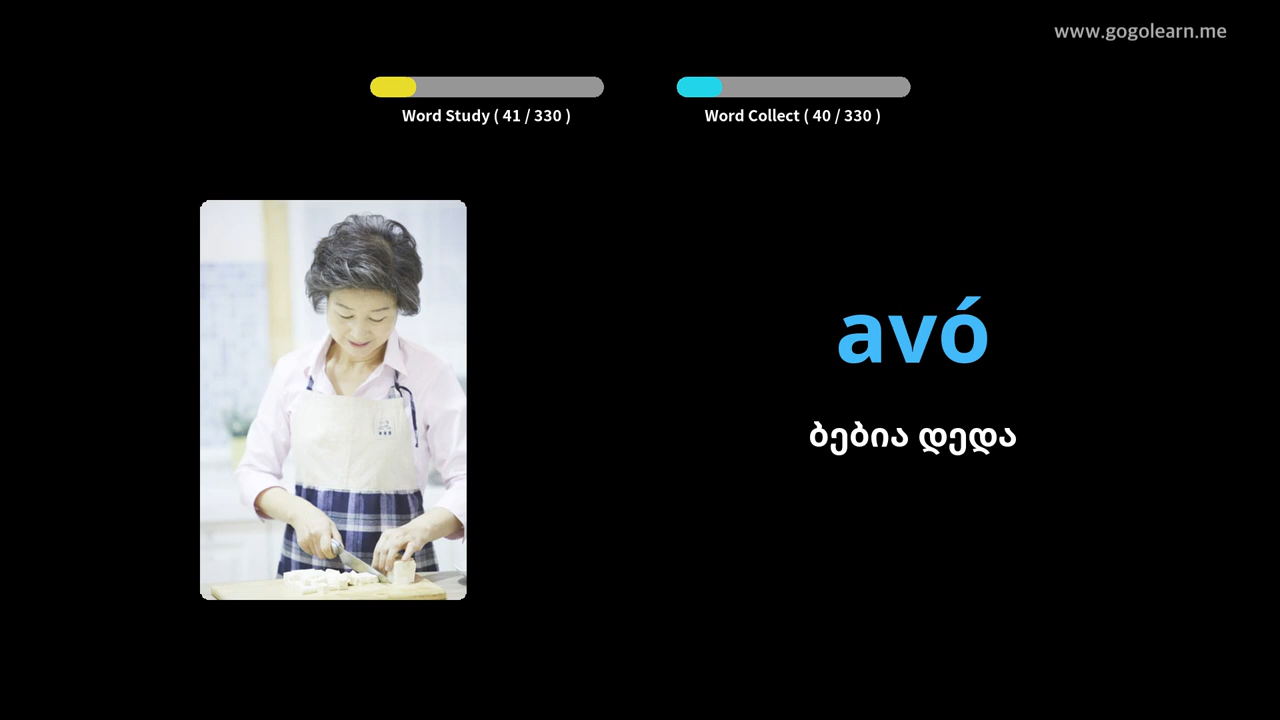 www.gogolearn.me
Word Study ( 41 / 330 )
Word Collect ( 40 / 330 )
avó
ბებია დედა